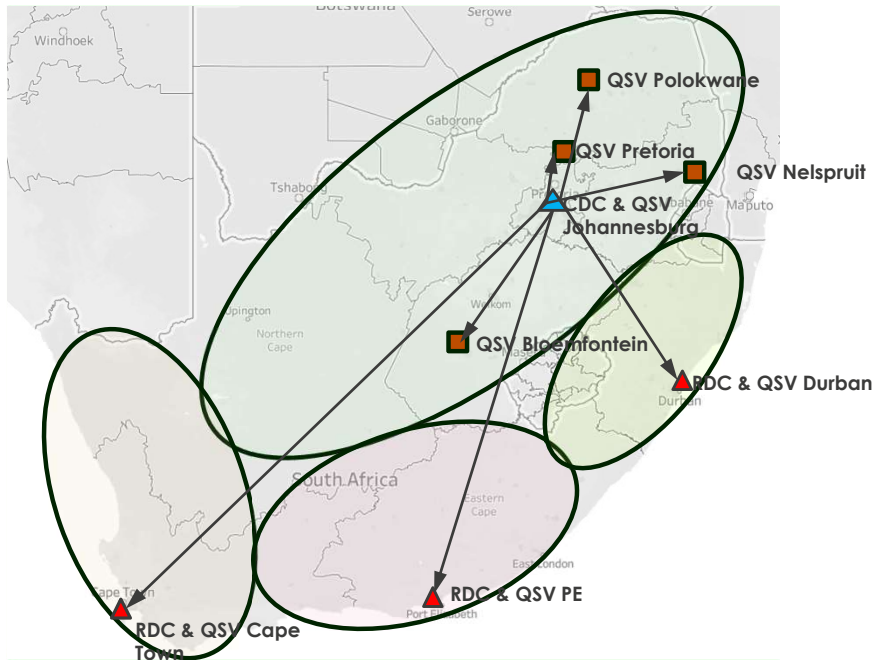 Botswana
Serowe
Windhoek
QSV Polokwane
Gaborone
QSV Pretoria
QSV Nelspruit
Tshabong
CDC & QSV
Johannesburg
Maputo
Welkom
Upington
Northern
Cape
QSV Bloemfontein
RDC & QSV Durban
Durban
South Africa
Eastern
Cape
East London
Cape Town
RDC & QSV PE
Port Elizabeth
RDC & QSV Cape
Town